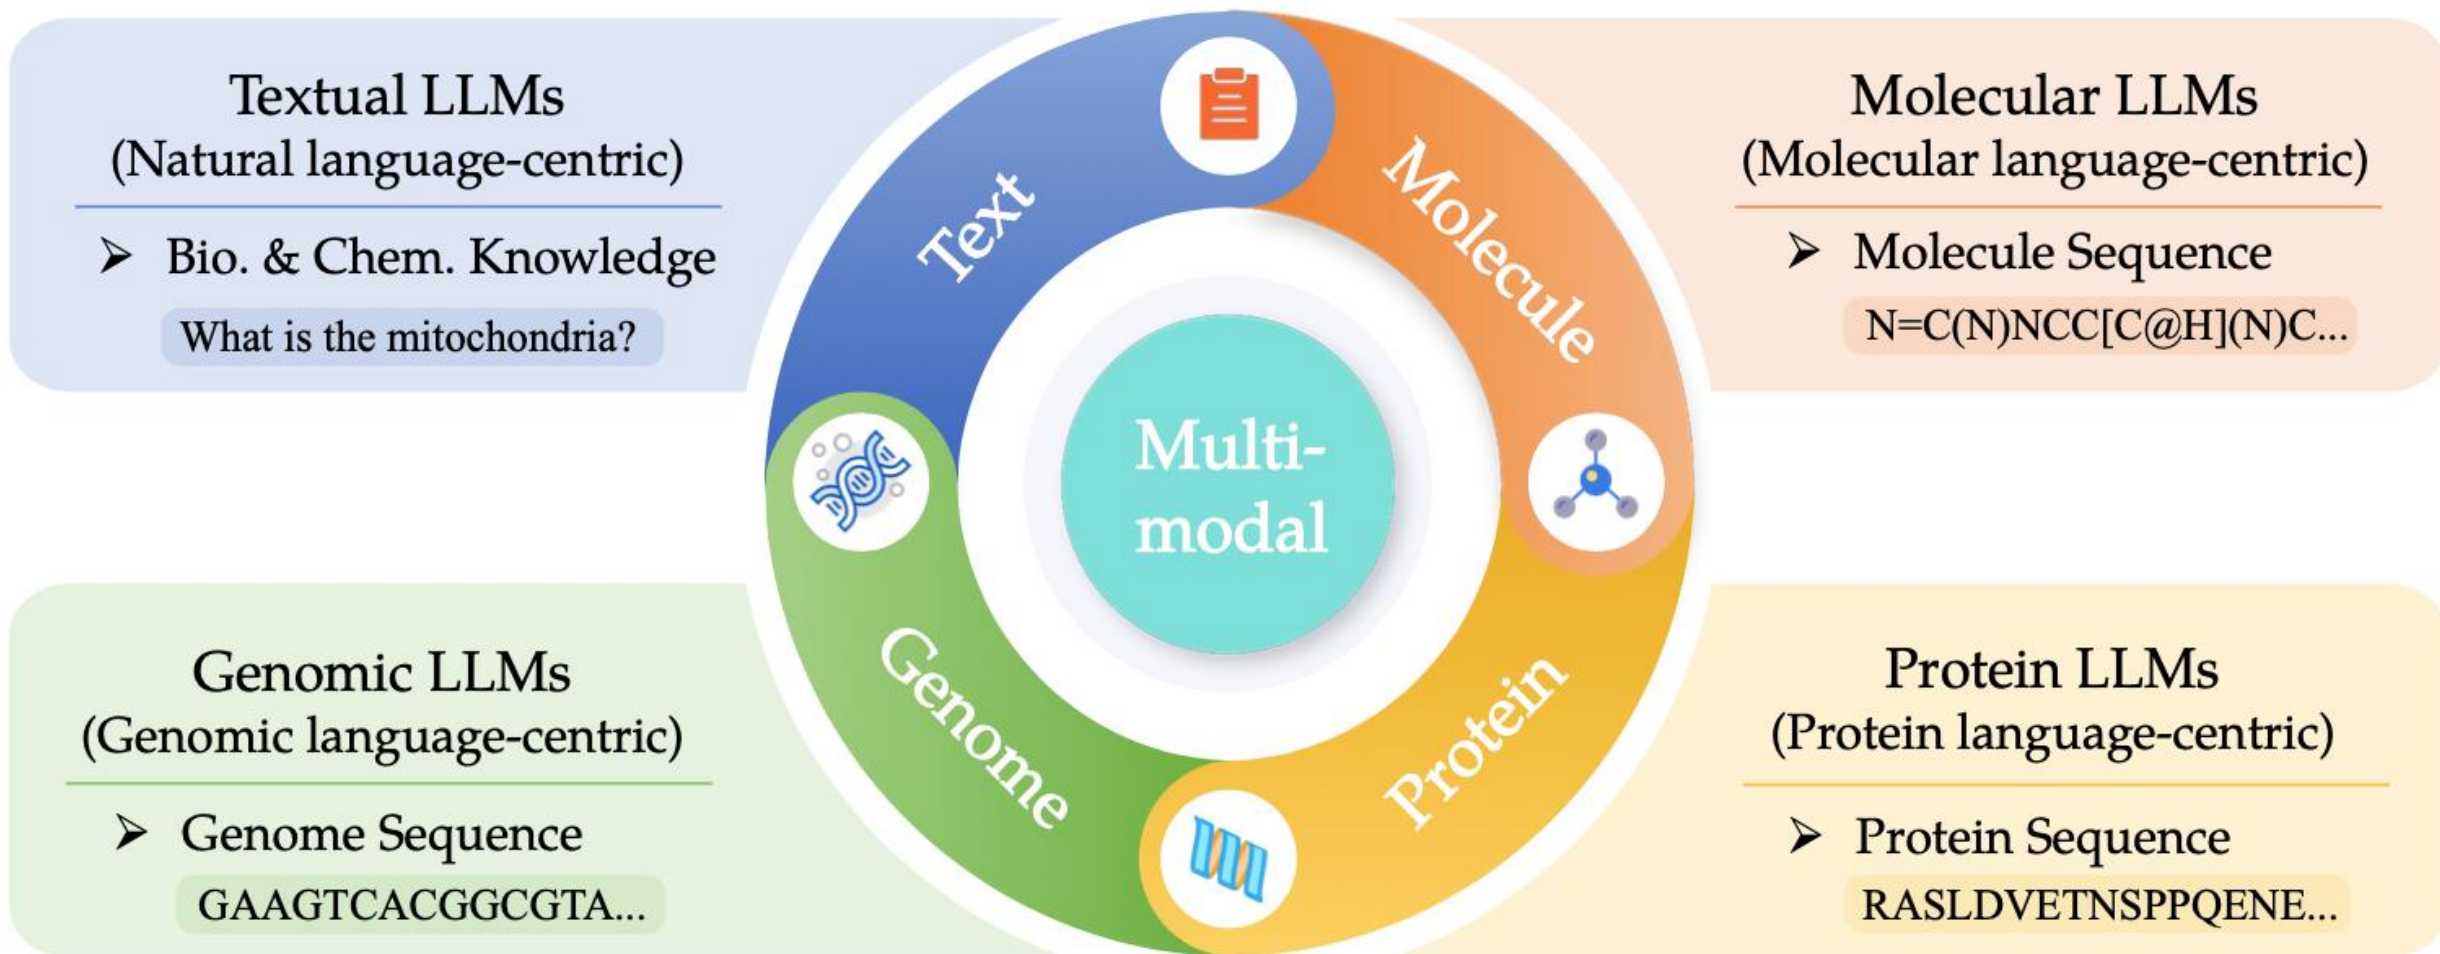 Textual LLMs
(Natural language-centric)
➢ Bio. & Chem. Knowledge
What is the mitochondria?
Text
Molecule
Molecular LLMs
(Molecular language-centric)
➢ Molecule Sequence
N=C(N)NCC[C@H](N)C...
Multi-
modal
Genomic LLMs
(Genomic language-centric)
➢ Genome Sequence
GAAGTCACGGCGTA...
Genome
Protein
Protein LLMs
(Protein language-centric)
➢ Protein Sequence
RASLDVETNSPPQENE...